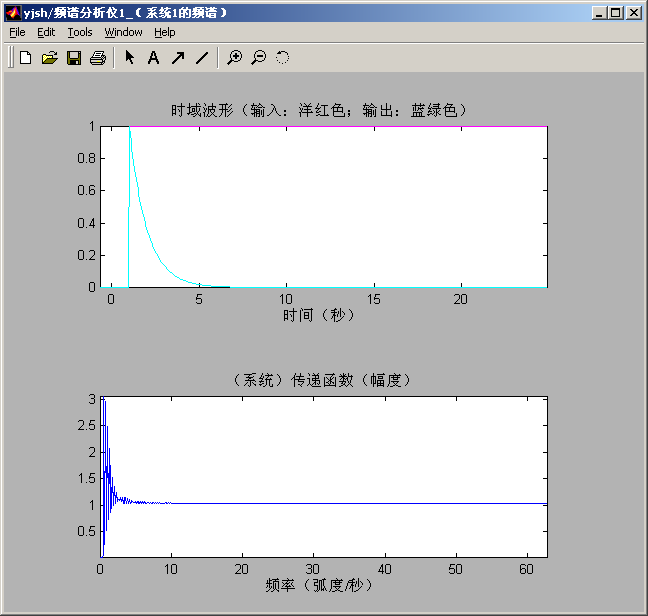 yjsh/频谱分析仪1_(系统1的频谱)
File Edit Tools Window Help
A
时域波形（输入：洋红色；输出：蓝绿色）
1
0.8
0.6
0.4
0.2
0
0 5 10 15 20
时间（秒）
（系统）传递函数（幅度）
3
2.5
2
1.5
1
0.5
0 10 20 30 40 50 60
频率（弧度/秒）